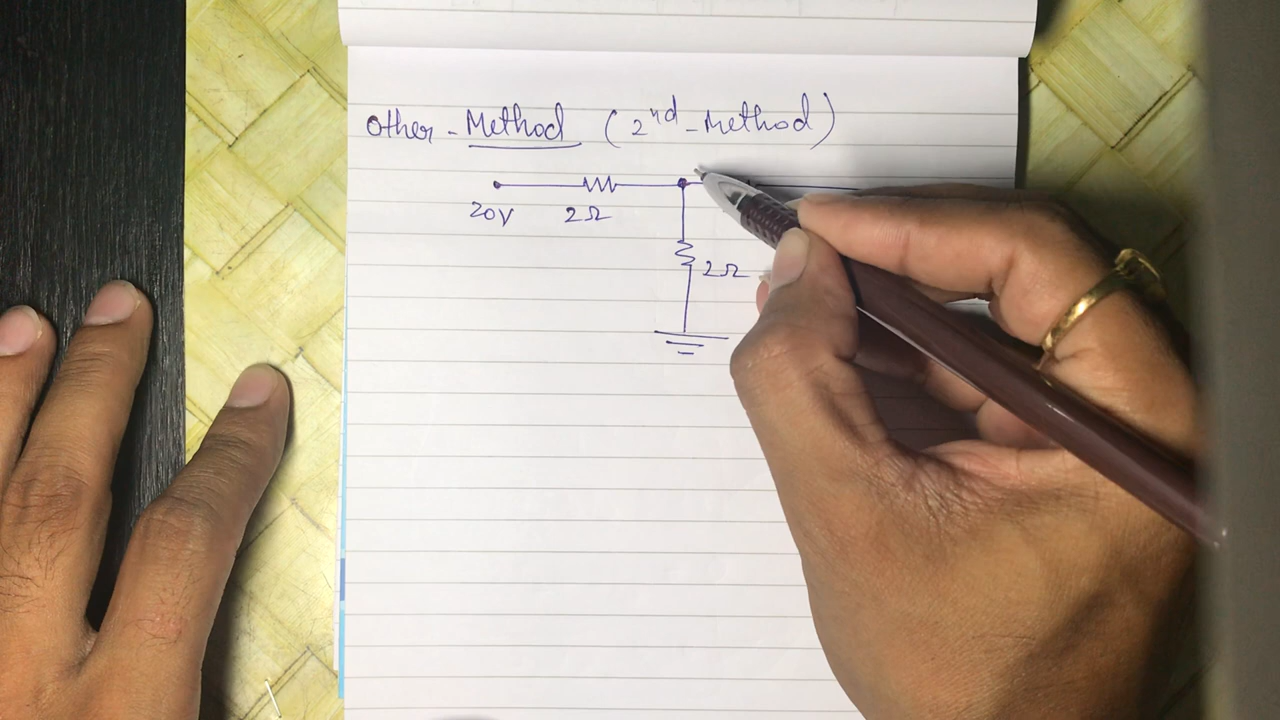 Other - Method (2nd - Method)
20V 2Ω
2Ω